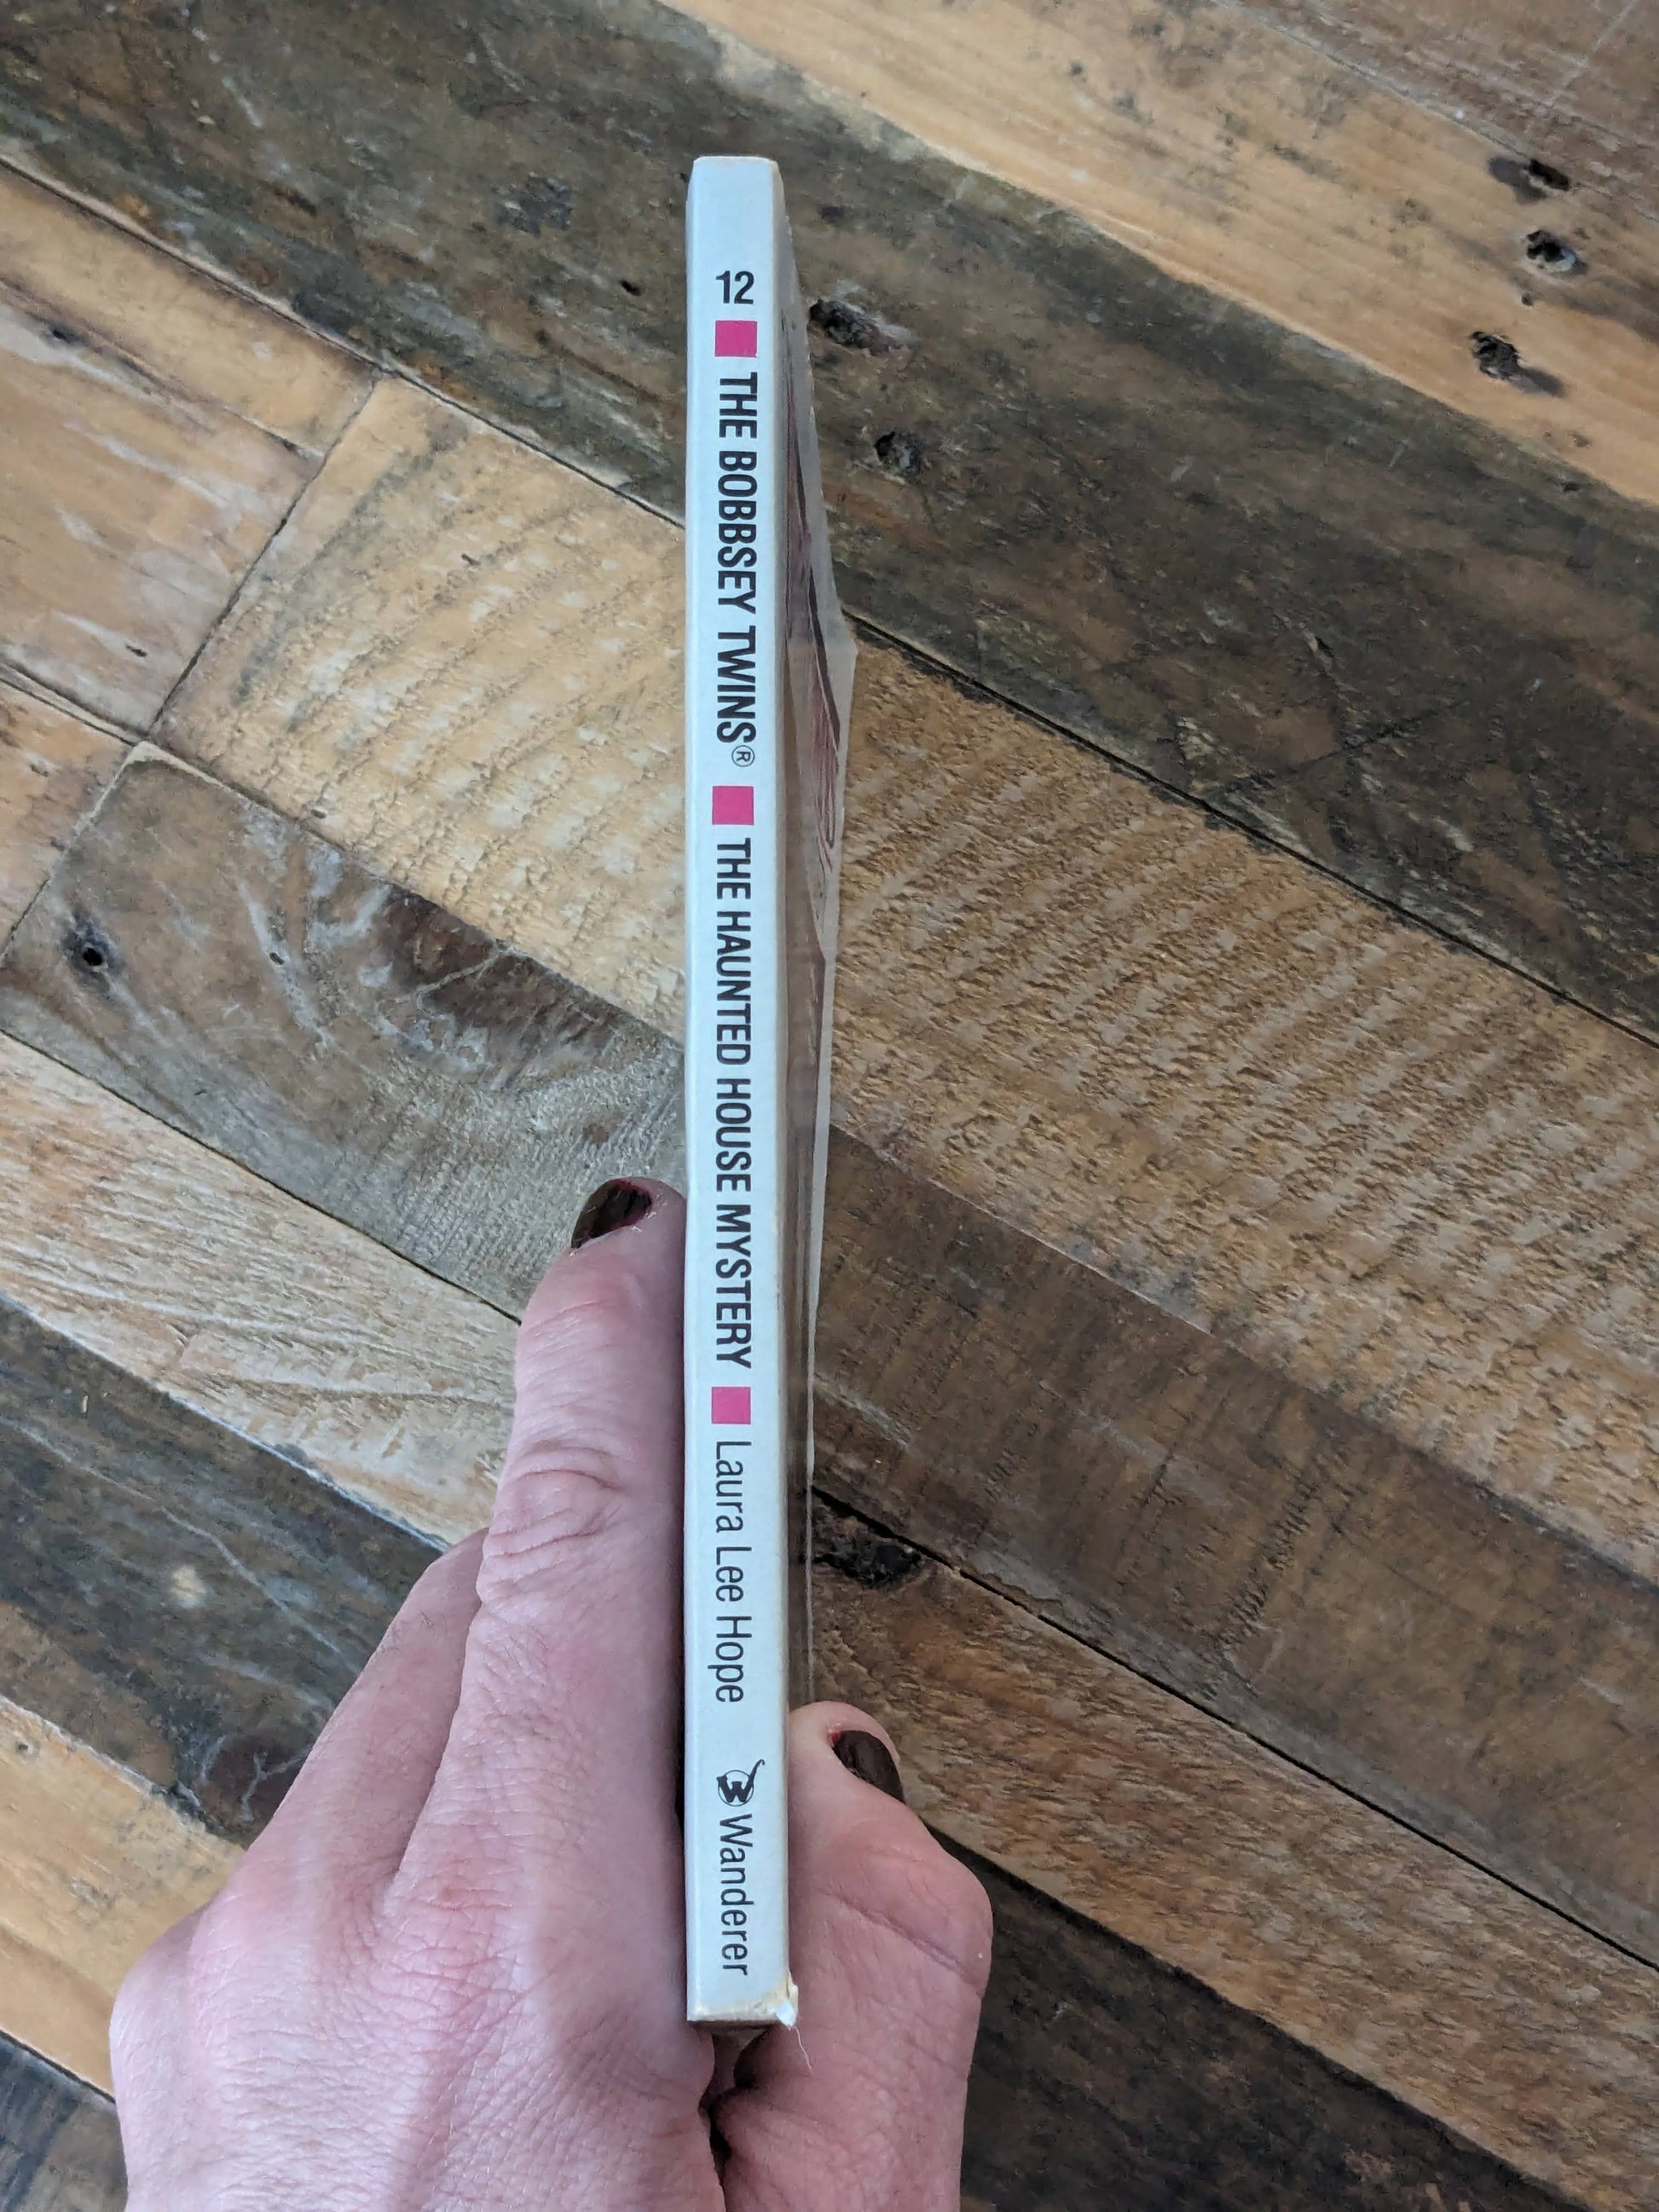 12 THE BOBBSEY TWINS® THE HAUNTED HOUSE MYSTERY Laura Lee Hope W Wanderer